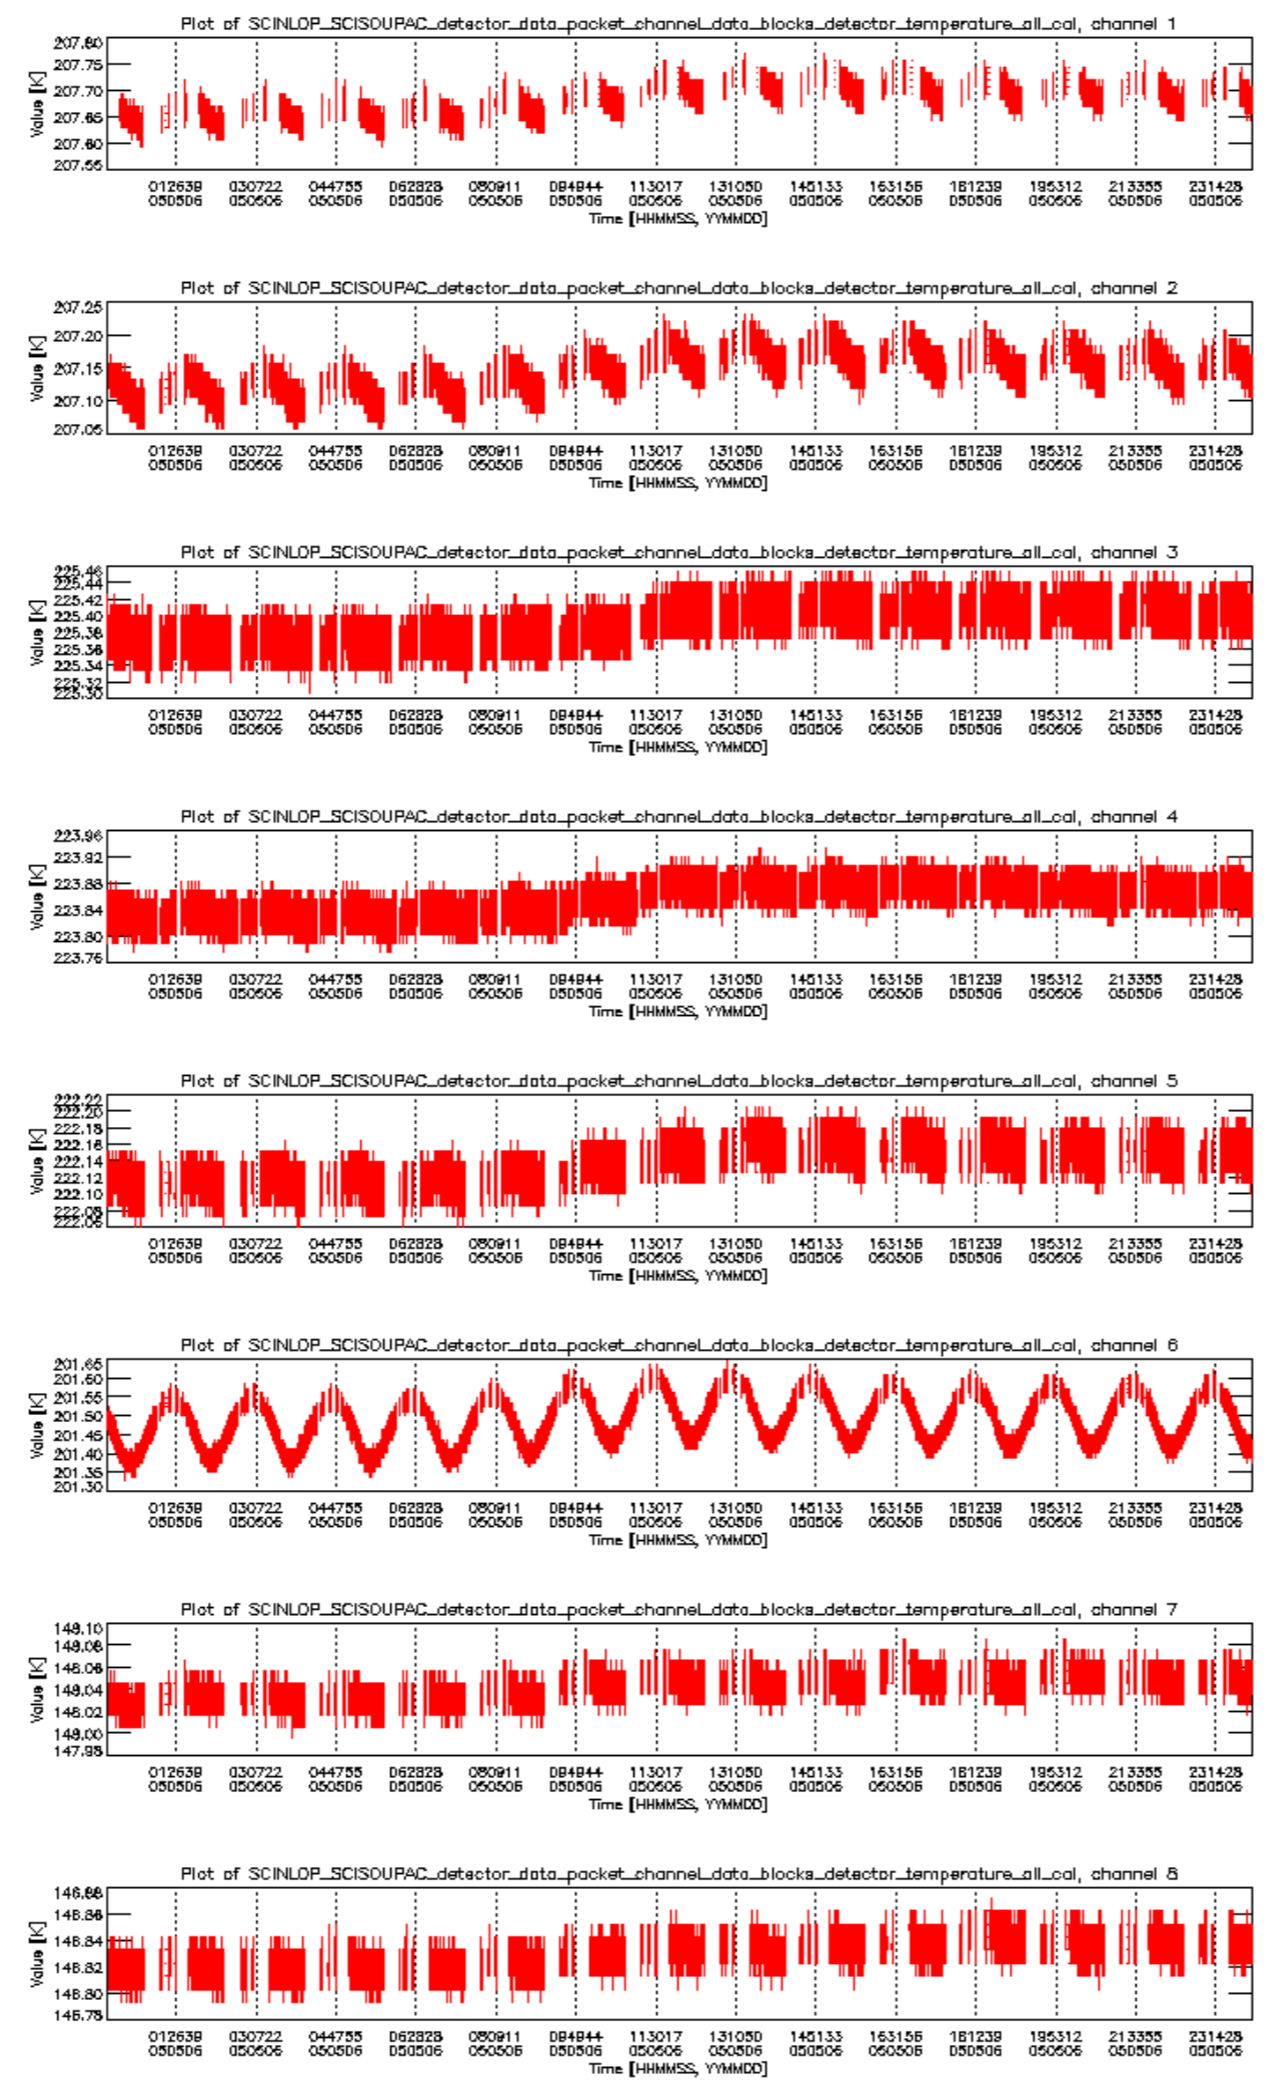 Plot of SCINLOP_SCISOUPAC_detector_data_packet_channel_data_blocks_detector_temperature_all_cal, channel 1
Value [K]
207.80
207.75
207.70
207.65
207.60
207.55
012639 030722 044755 062828 080911 094944 113017 131050 145133 163156 181239 195312 213355 231428
050506 050506 050506 050506 050506 050506 050506 050506 050506 050506 050506 050506 050506 050506
Time [HHMMSS, YYMMDD]
Plot of SCINLOP_SCISOUPAC_detector_data_packet_channel_data_blocks_detector_temperature_all_cal, channel 2
Value [K]
207.25
207.20
207.15
207.10
207.05
012639 030722 044755 062828 080911 094944 113017 131050 145133 163156 181239 195312 213355 231428
050506 050506 050506 050506 050506 050506 050506 050506 050506 050506 050506 050506 050506 050506
Time [HHMMSS, YYMMDD]
Plot of SCINLOP_SCISOUPAC_detector_data_packet_channel_data_blocks_detector_temperature_all_cal, channel 3
Value [K]
225.46
225.44
225.42
225.40
225.38
225.36
225.34
225.32
225.30
012639 030722 044755 062828 080911 094944 113017 131050 145133 163156 181239 195312 213355 231428
050506 050506 050506 050506 050506 050506 050506 050506 050506 050506 050506 050506 050506 050506
Time [HHMMSS, YYMMDD]
Plot of SCINLOP_SCISOUPAC_detector_data_packet_channel_data_blocks_detector_temperature_all_cal, channel 4
Value [K]
223.96
223.92
223.88
223.84
223.80
223.76
012639 030722 044755 062828 080911 094944 113017 131050 145133 163156 181239 195312 213355 231428
050506 050506 050506 050506 050506 050506 050506 050506 050506 050506 050506 050506 050506 050506
Time [HHMMSS, YYMMDD]
Plot of SCINLOP_SCISOUPAC_detector_data_packet_channel_data_blocks_detector_temperature_all_cal, channel 5
Value [K]
222.22
222.20
222.18
222.16
222.14
222.12
222.10
222.08
222.06
012639 030722 044755 062828 080911 094944 113017 131050 145133 163156 181239 195312 213355 231428
050506 050506 050506 050506 050506 050506 050506 050506 050506 050506 050506 050506 050506 050506
Time [HHMMSS, YYMMDD]
Plot of SCINLOP_SCISOUPAC_detector_data_packet_channel_data_blocks_detector_temperature_all_cal, channel 6
Value [K]
201.65
201.60
201.55
201.50
201.45
201.40
201.35
201.30
012639 030722 044755 062828 080911 094944 113017 131050 145133 163156 181239 195312 213355 231428
050506 050506 050506 050506 050506 050506 050506 050506 050506 050506 050506 050506 050506 050506
Time [HHMMSS, YYMMDD]
Plot of SCINLOP_SCISOUPAC_detector_data_packet_channel_data_blocks_detector_temperature_all_cal, channel 7
Value [K]
148.10
148.08
148.06
148.04
148.02
148.00
147.98
012639 030722 044755 062828 080911 094944 113017 131050 145133 163156 181239 195312 213355 231428
050506 050506 050506 050506 050506 050506 050506 050506 050506 050506 050506 050506 050506 050506
Time [HHMMSS, YYMMDD]
Plot of SCINLOP_SCISOUPAC_detector_data_packet_channel_data_blocks_detector_temperature_all_cal, channel 8
Value [K]
146.88
146.86
146.84
146.82
146.80
146.78
012639 030722 044755 062828 080911 094944 113017 131050 145133 163156 181239 195312 213355 231428
050506 050506 050506 050506 050506 050506 050506 050506 050506 050506 050506 050506 050506 050506
Time [HHMMSS, YYMMDD]